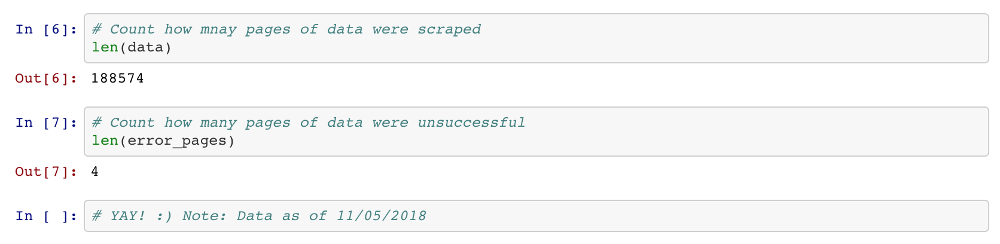 In [6]: # Count how mnay pages of data were scraped
len(data)
Out[6]: 188574
In [7]: # Count how many pages of data were unsuccessful
len(error_pages)
Out[7]: 4
In [ ]: # YAY! :) Note: Data as of 11/05/2018